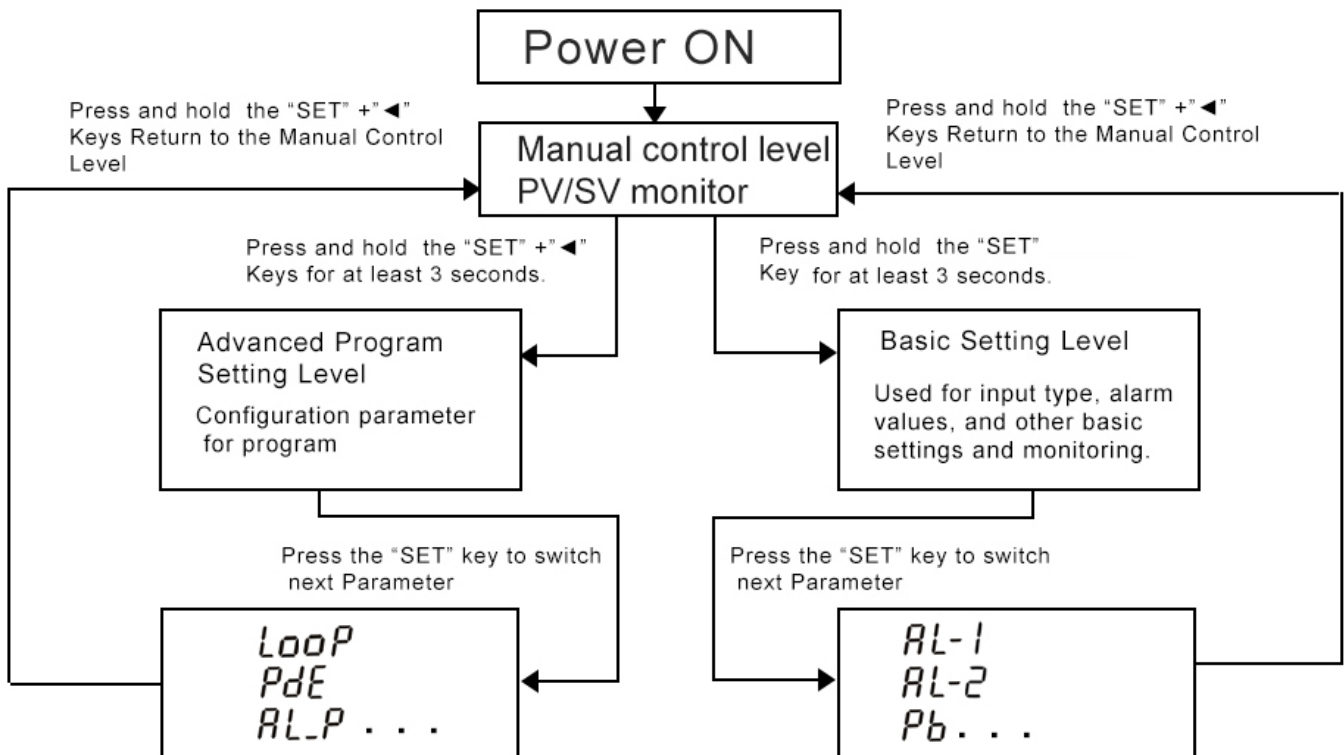 Power ON
Press and hold the “SET” +”◄”
Keys Return to the Manual Control
Level
Press and hold the “SET” +”◄”
Keys Return to the Manual Control
Level
Manual control level
PV/SV monitor
Press and hold the “SET” +”◄”
Keys for at least 3 seconds.
Press and hold the “SET”
Key for at least 3 seconds.
Advanced Program
Setting Level
Configuration parameter
for program
Basic Setting Level
Used for input type, alarm
values, and other basic
settings and monitoring.
Press the “SET” key to switch
next Parameter
Press the “SET” key to switch
next Parameter
LooP
PdE
AL_P . . .
AL-1
AL-2
Pb . . .